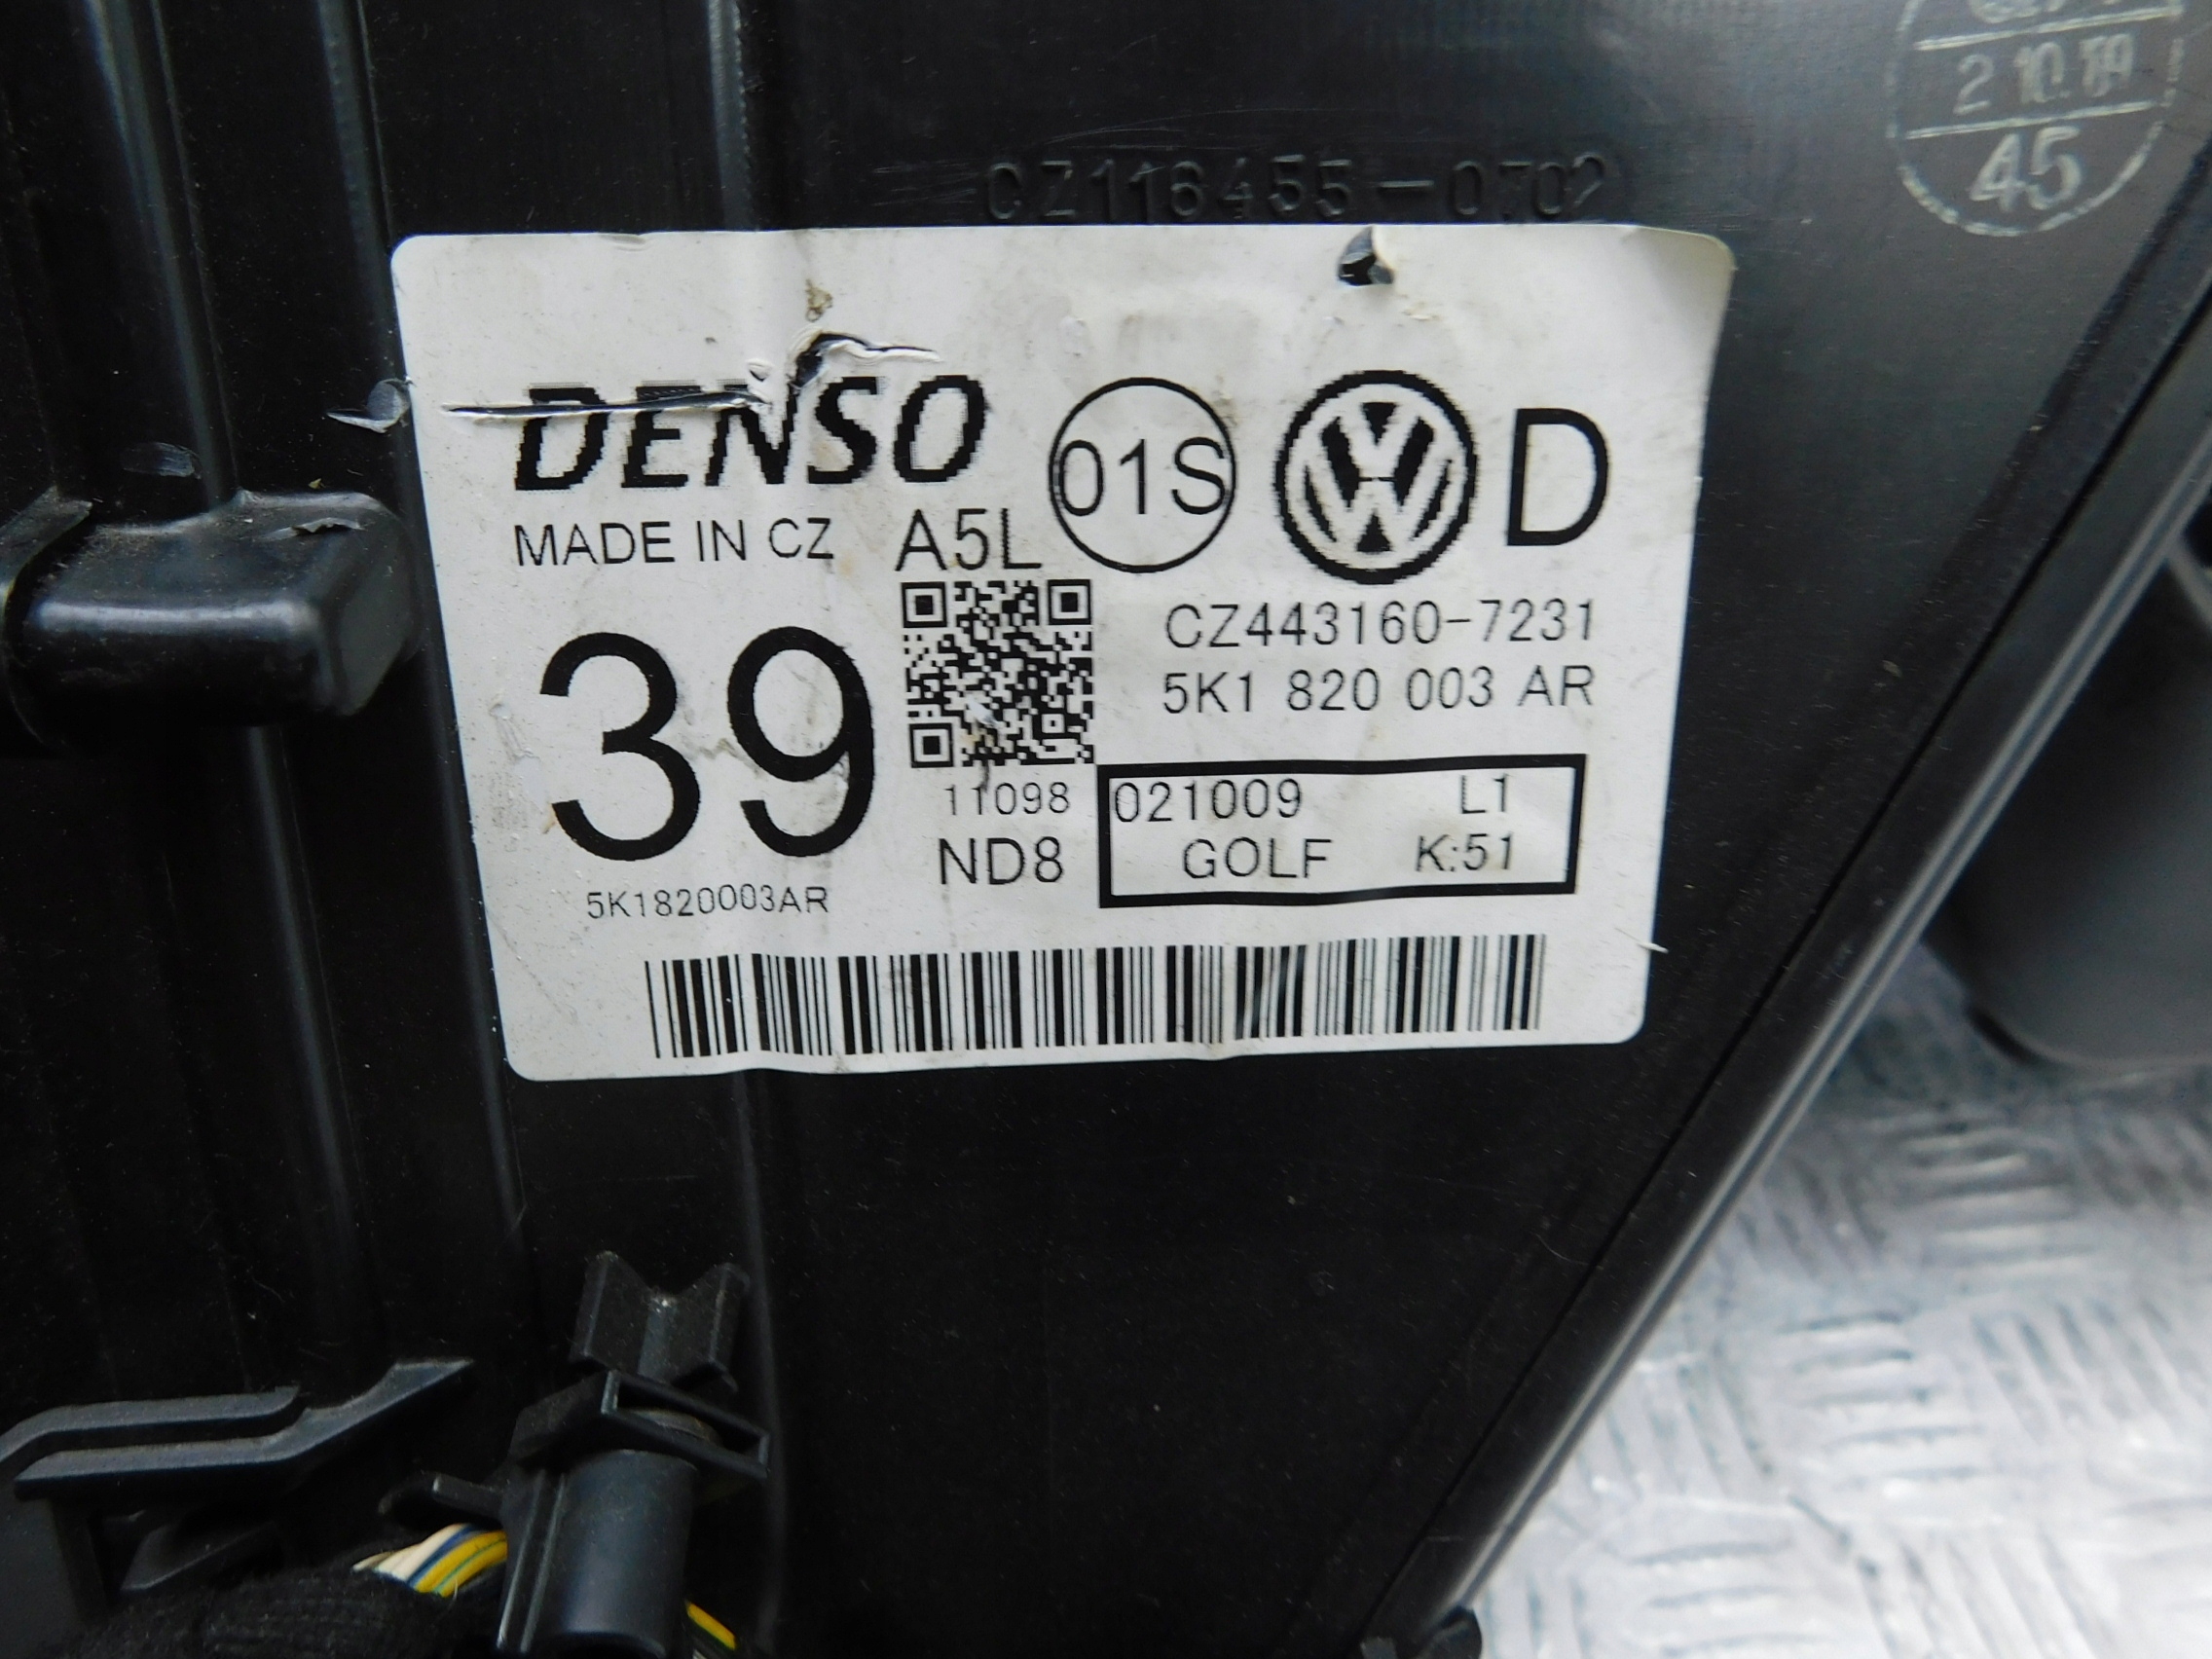 2 10.
45
CZ116455-0702
DENSO
01S
D
MADE IN CZ
A5L
39
CZ443160-7231
5K1 820 003 AR
11098
021009 L1
ND8
GOLF K:51
5K1820003AR